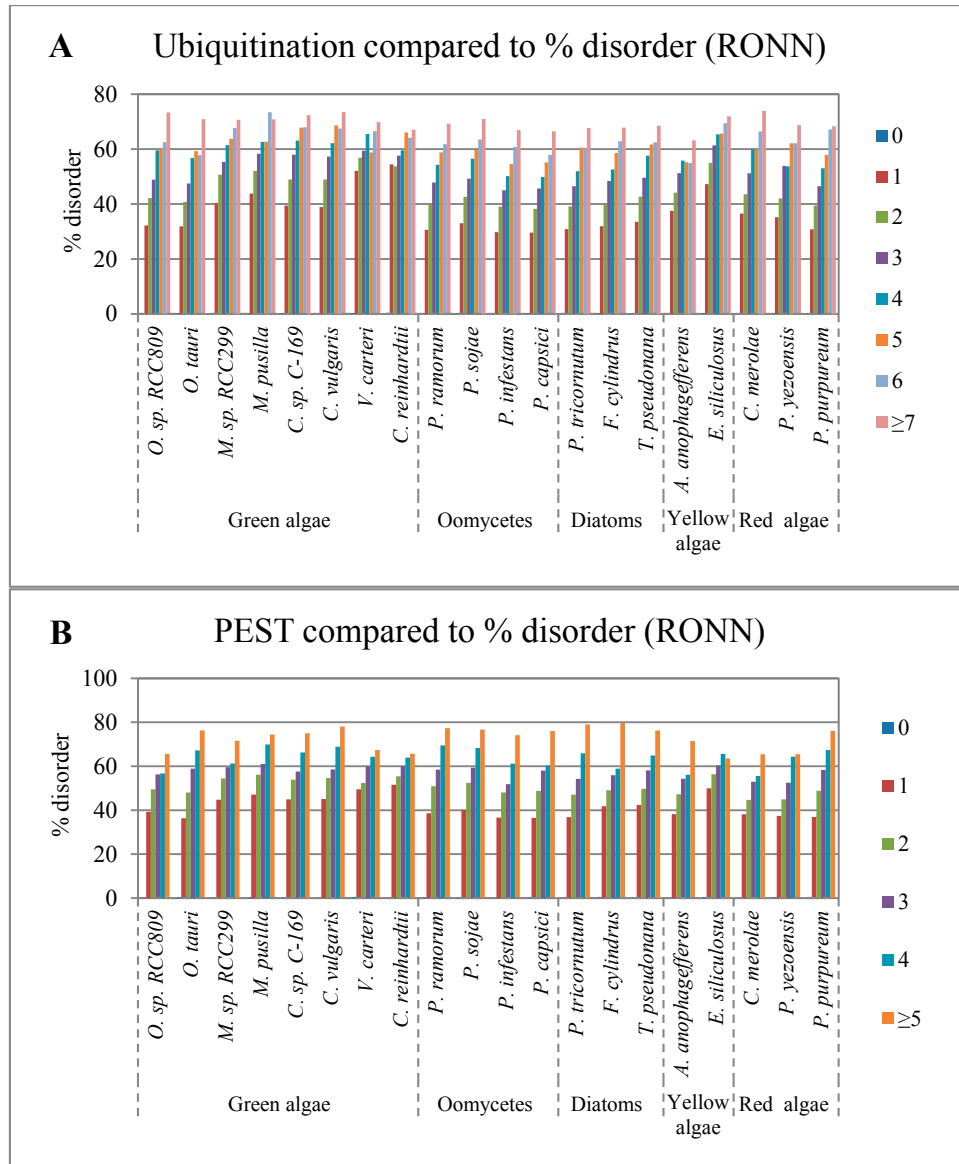 A
Ubiquitination compared to % disorder (RONN)
80
60
40
20
0
% disorder
O. sp. RCC809
O. tauri
M. sp. RCC299
M. pusilla
C. sp. C-169
C. vulgaris
V. carteri
C. reinhardtii
P. ramorum
P. sojae
P. infestans
P. capsici
P. tricornutum
F. cylindrus
T. pseudonana
A. anophagefferens
E. siliculosus
C. merolae
P. yezoensis
P. purpureum
Green algae
Oomycetes
Diatoms
Yellow
algae
Red algae
0
1
2
3
4
5
6
≥7
B
PEST compared to % disorder (RONN)
100
80
60
40
20
0
% disorder
O. sp. RCC809
O. tauri
M. sp. RCC299
M. pusilla
C. sp. C-169
C. vulgaris
V. carteri
C. reinhardtii
P. ramorum
P. sojae
P. infestans
P. capsici
P. tricornutum
F. cylindrus
T. pseudonana
A. anophagefferens
E. siliculosus
C. merolae
P. yezoensis
P. purpureum
Green algae
Oomycetes
Diatoms
Yellow
algae
Red algae
0
1
2
3
4
≥5